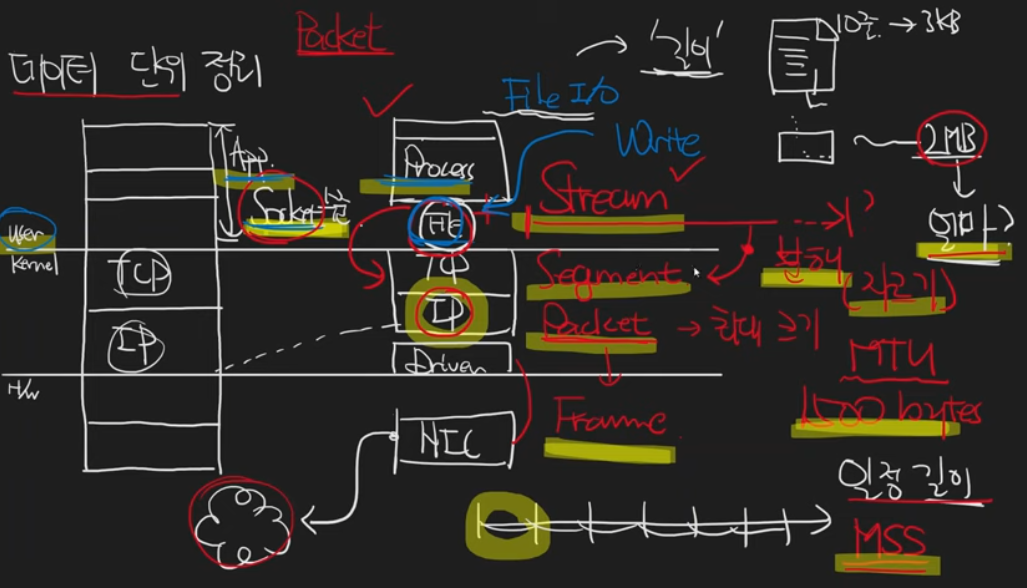 Packet
데이터 단위 정리
'길이'
10줄 → 3KB
File I/O
Write
2MB
얼마?
App.
Socket
Process
File
Stream
User
Kernel
TCP
TCP
Segment
분해
(자르기)
IP
IP
Packet → 최대 크기
MTU
1500 bytes
Driver
H/W
Frame
NIC
일정 길이
MSS